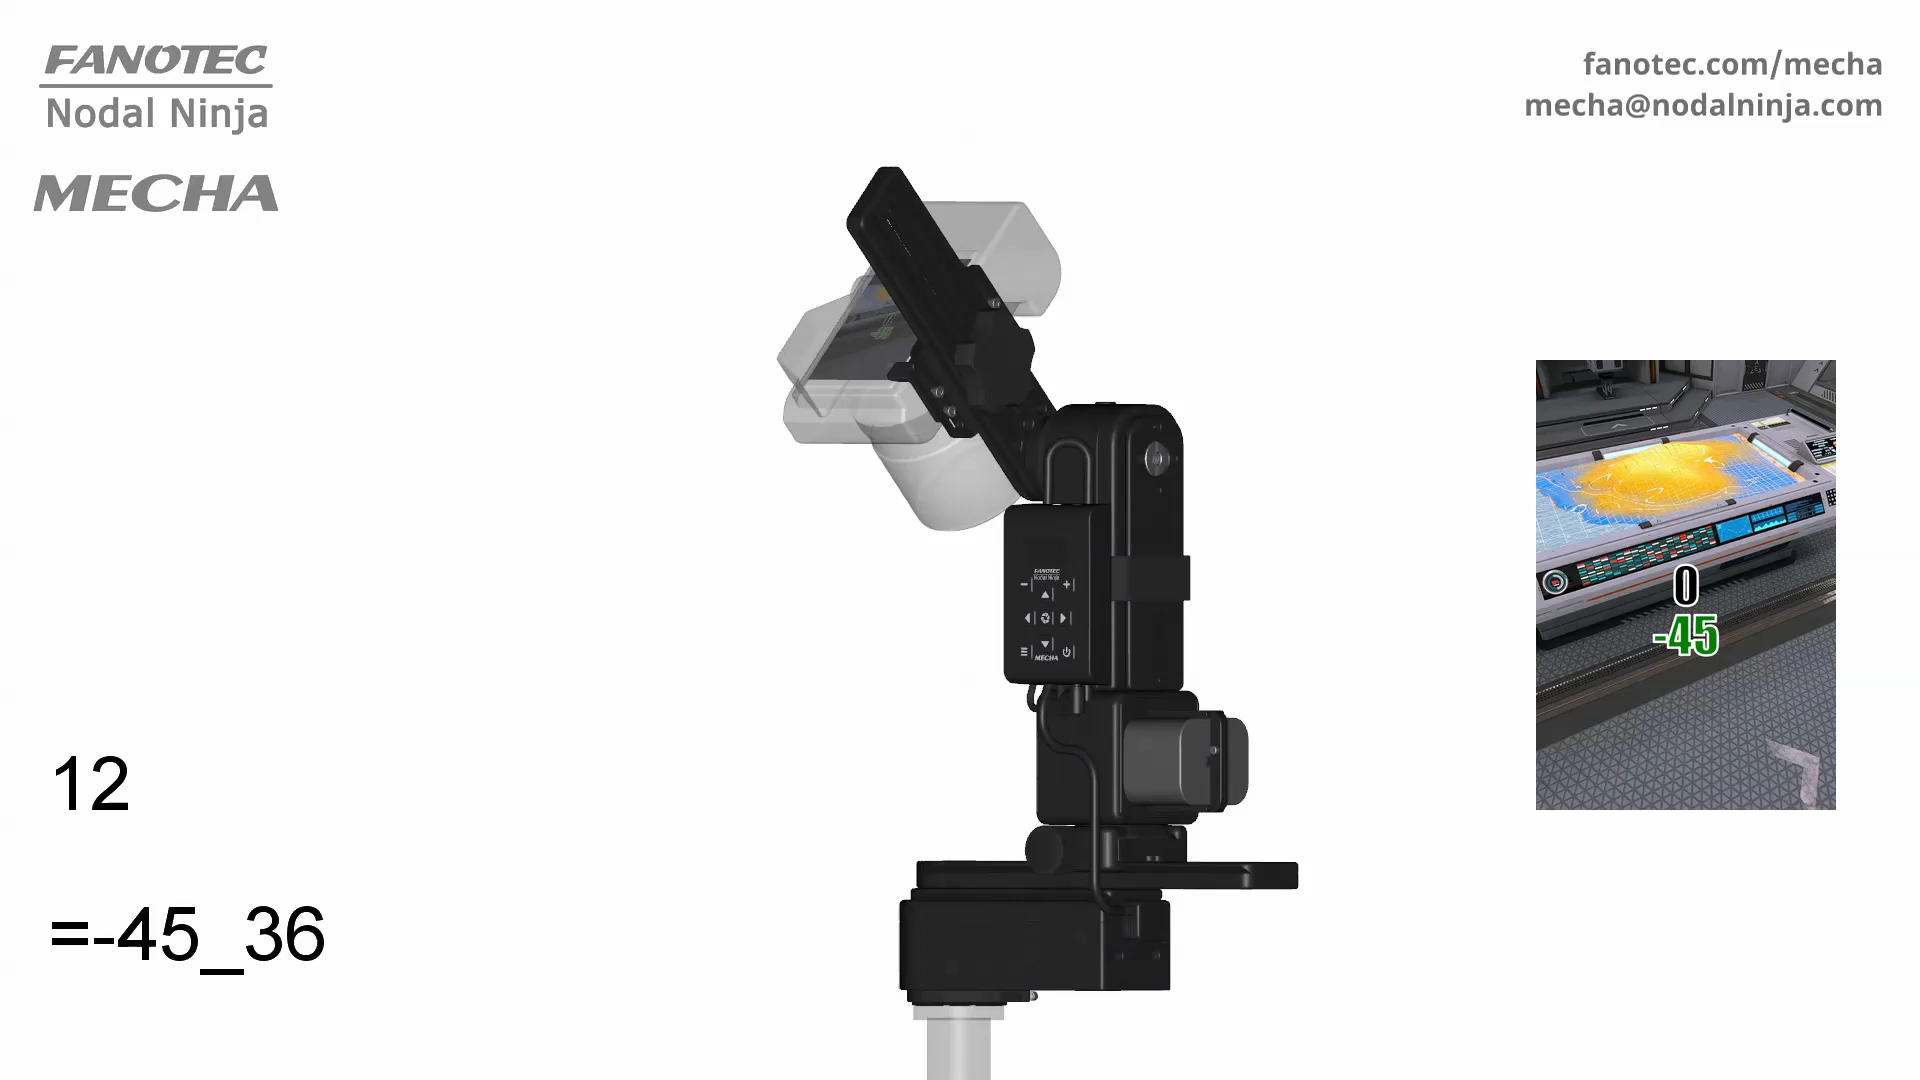 FANOTEC
Nodal Ninja
MECHA
fanotec.com/mecha
mecha@nodalninja.com
FANOTEC
Nodal Ninja
MECHA
0
-45
12
=-45_36